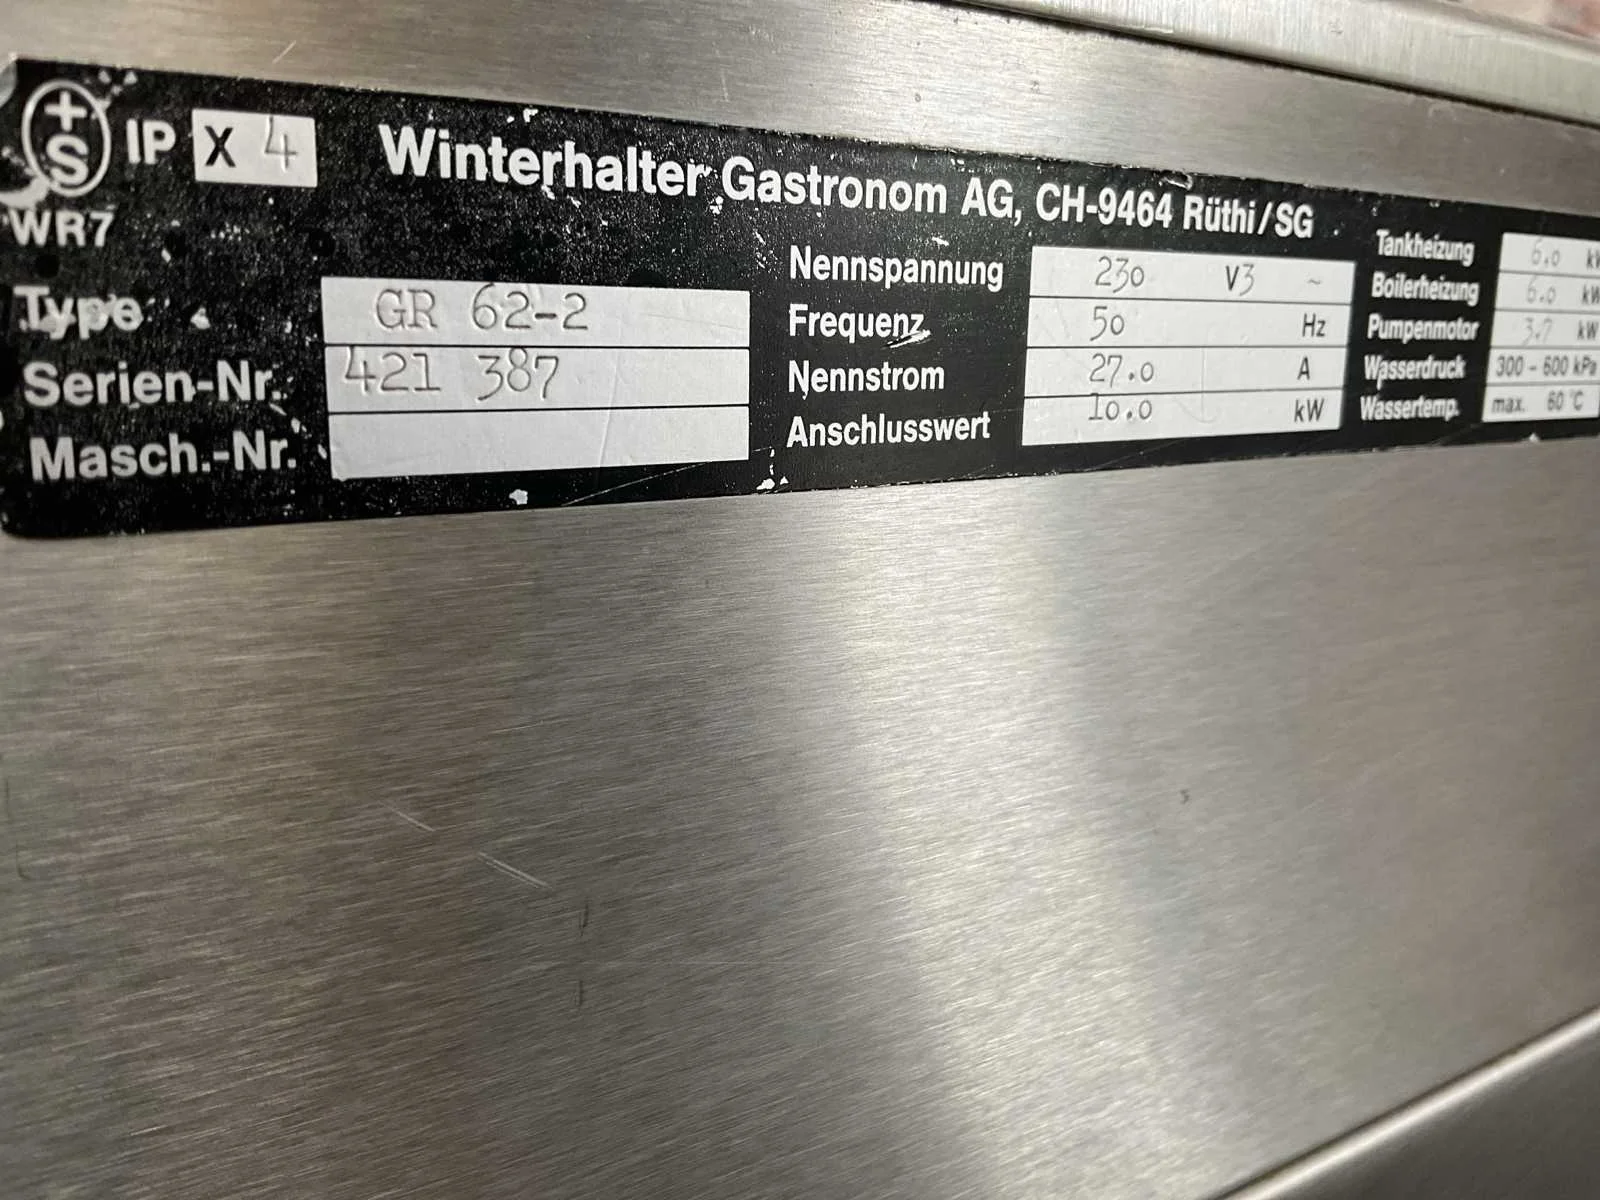 +S IP X 4 Winterhalter Gastronom AG, CH-9464 Rüthi/SG
WR7
Type GR 62-2
Serien-Nr. 421 387
Masch.-Nr.
Nennspannung 230 V3 ~
Frequenz. 50 Hz
Nennstrom 27.0 A
Anschlusswert 10.0 kW
Tankheizung 6.0 kW
Boilerheizung 6.0 kW
Pumpenmotor 3.7 kW
Wasserdruck 300 - 600 kPa
Wassertemp. max. 60 °C